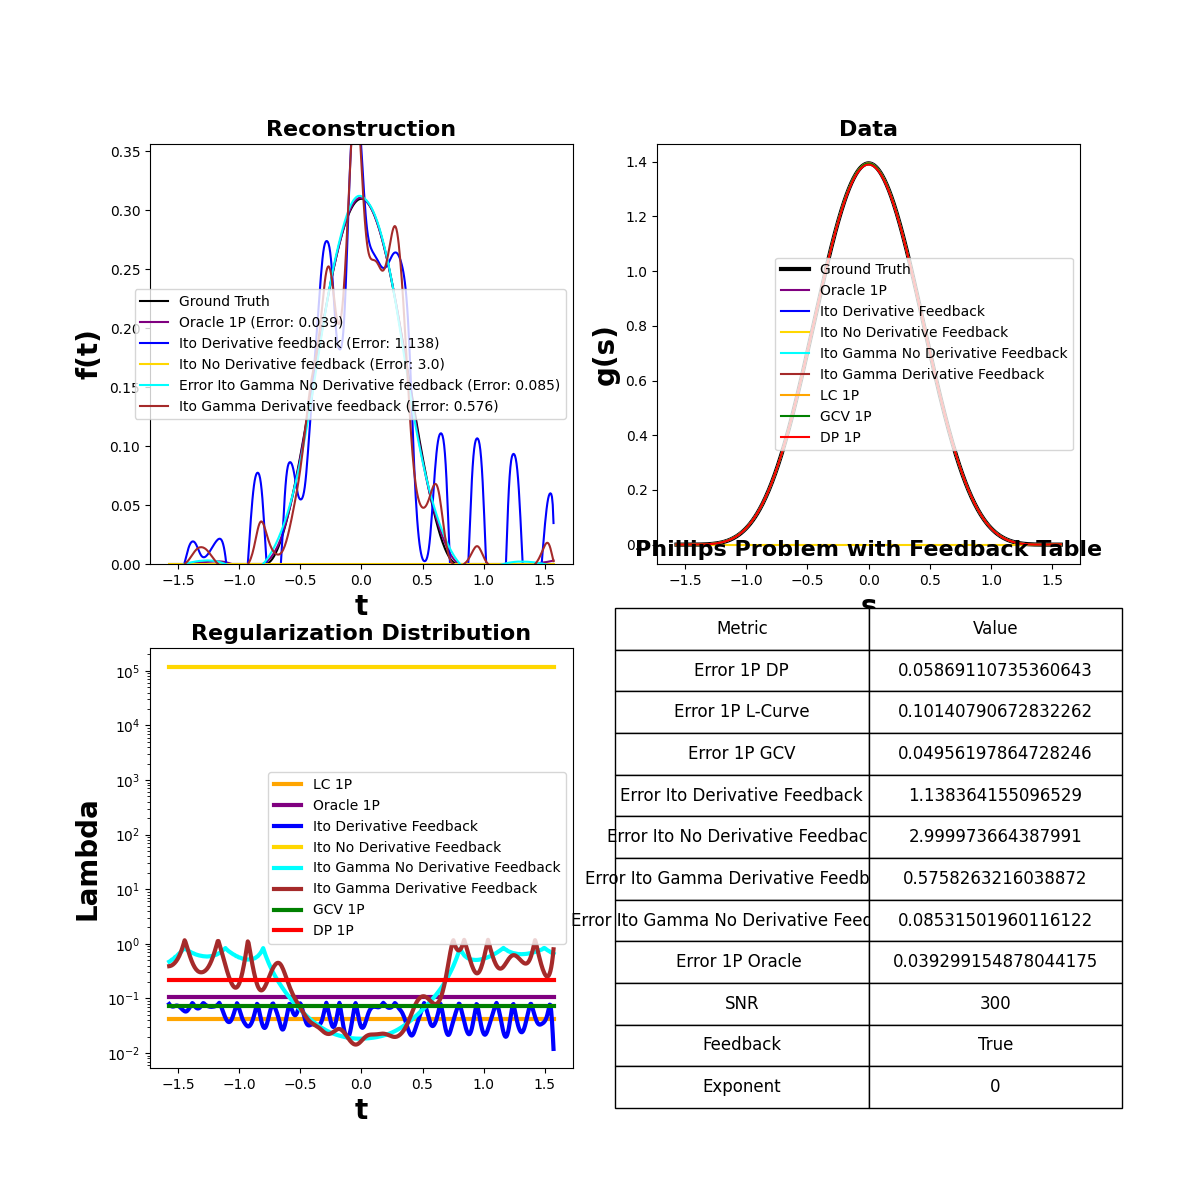 Reconstruction
0.35
0.30
0.25
0.20
0.15
0.10
0.05
0.00
f(t)
Ground Truth
Oracle 1P (Error: 0.039)
Ito Derivative feedback (Error: 1.138)
Ito No Derivative feedback (Error: 3.0)
Error Ito Gamma No Derivative feedback (Error: 0.085)
Ito Gamma Derivative feedback (Error: 0.576)
−1.5 −1.0 −0.5 0.0 0.5 1.0 1.5
t
Data
1.4
1.2
1.0
0.8
0.6
0.4
0.2
g(s)
Ground Truth
Oracle 1P
Ito Derivative Feedback
Ito No Derivative Feedback
Ito Gamma No Derivative Feedback
Ito Gamma Derivative Feedback
LC 1P
GCV 1P
DP 1P
−1.5 −1.0 −0.5 0.0 0.5 1.0 1.5
s
Regularization Distribution
10^5
10^4
10^3
10^2
10^1
10^0
10^−1
10^−2
Lambda
LC 1P
Oracle 1P
Ito Derivative Feedback
Ito No Derivative Feedback
Ito Gamma No Derivative Feedback
Ito Gamma Derivative Feedback
GCV 1P
DP 1P
−1.5 −1.0 −0.5 0.0 0.5 1.0 1.5
t
Phillips Problem with Feedback Table
Metric Value
Error 1P DP 0.05869110735360643
Error 1P L-Curve 0.10140790672832262
Error 1P GCV 0.04956197864728246
Error Ito Derivative Feedback 1.138364155096529
Error Ito No Derivative Feedbac 2.999973664387991
Error Ito Gamma Derivative Feedb 0.5758263216038872
Error Ito Gamma No Derivative Feec 0.08531501960116122
Error 1P Oracle 0.039299154878044175
SNR 300
Feedback True
Exponent 0